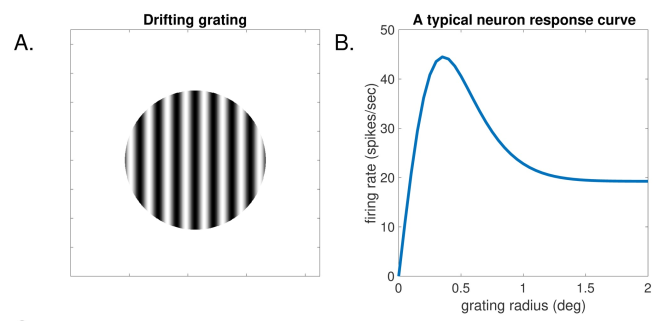 A.
Drifting grating
B.
A typical neuron response curve
firing rate (spikes/sec)
50
40
30
20
10
0
0 0.5 1 1.5 2
grating radius (deg)